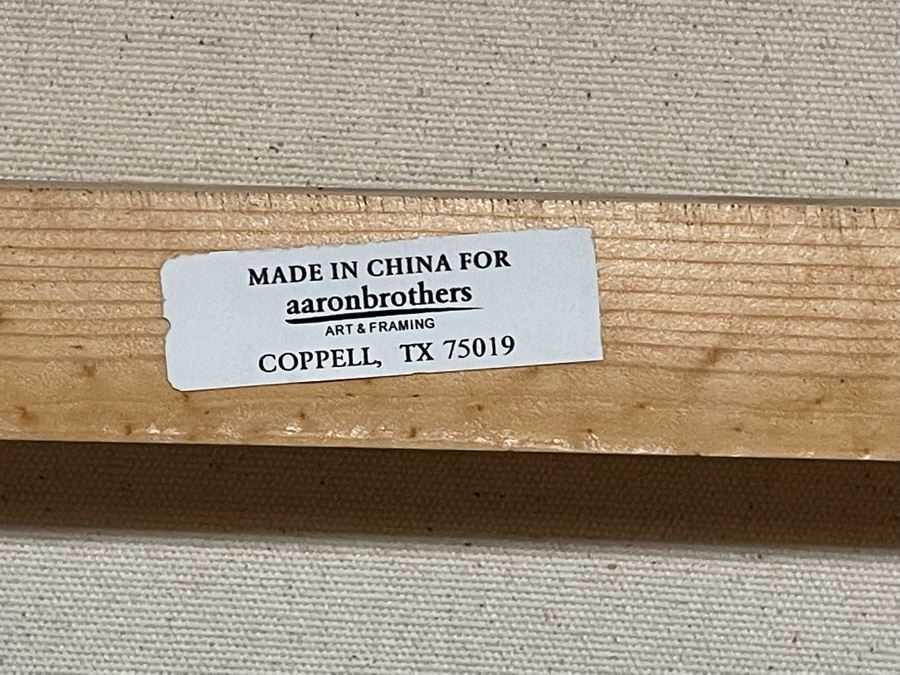 MADE IN CHINA FOR
aaronbrothers
ART & FRAMING
COPPELL, TX 75019